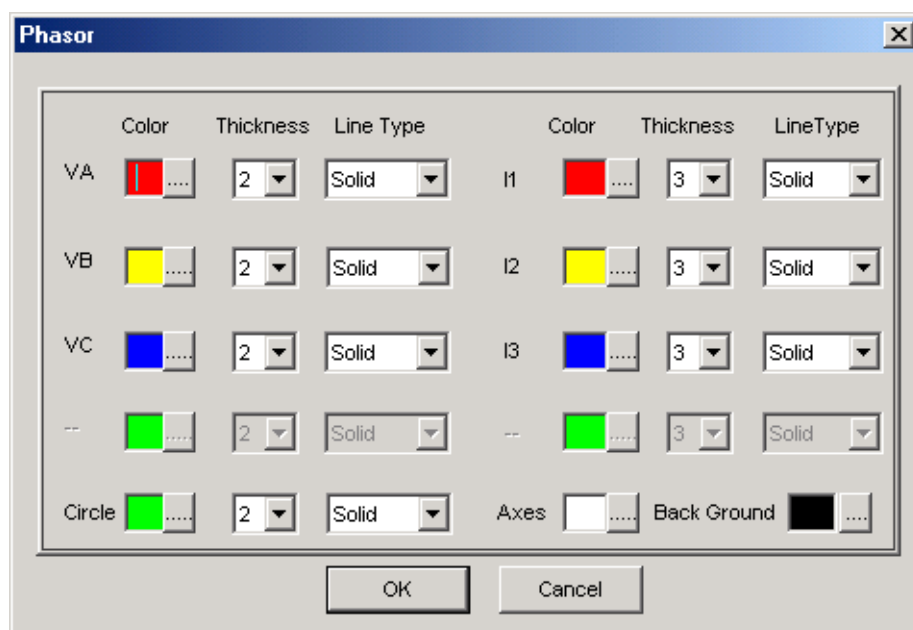 Phasor
Color Thickness Line Type Color Thickness LineType
VA .... 2 Solid I1 .... 3 Solid
VB ..... 2 Solid I2 ..... 3 Solid
VC ..... 2 Solid I3 ..... 3 Solid
-- ..... 2 Solid -- ..... 3 Solid
Circle ..... 2 Solid Axes ..... Back Ground ....
OK Cancel